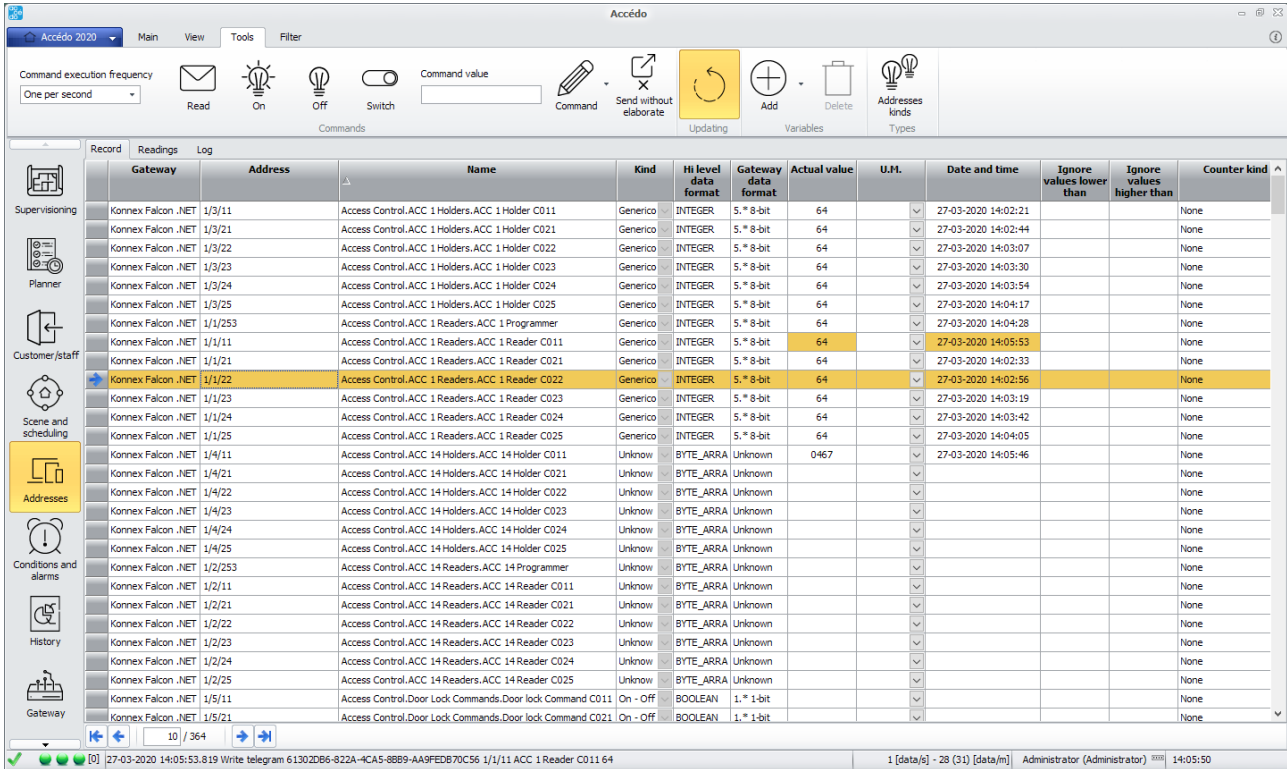 Accédo
Accédo 2020 Main View Tools Filter
Command execution frequency
One per second
Read On Off Switch
Command value
Command
Send without
elaborate
Add Delete
Addresses
kinds
Commands Updating Variables Types
Record Readings Log
Supervisioning
Planner
Customer/staff
Scene and
scheduling
Addresses
Conditions and
alarms
History
Gateway
Gateway Address Name Kind Hi level data format Gateway data format Actual value U.M. Date and time Ignore values lower than Ignore values higher than Counter kind
Konnex Falcon .NET 1/3/11 Access Control.ACC 1 Holders.ACC 1 Holder C011 Generico INTEGER 5.* 8-bit 64 27-03-2020 14:02:21 None
Konnex Falcon .NET 1/3/21 Access Control.ACC 1 Holders.ACC 1 Holder C021 Generico INTEGER 5.* 8-bit 64 27-03-2020 14:02:44 None
Konnex Falcon .NET 1/3/22 Access Control.ACC 1 Holders.ACC 1 Holder C022 Generico INTEGER 5.* 8-bit 64 27-03-2020 14:03:07 None
Konnex Falcon .NET 1/3/23 Access Control.ACC 1 Holders.ACC 1 Holder C023 Generico INTEGER 5.* 8-bit 64 27-03-2020 14:03:30 None
Konnex Falcon .NET 1/3/24 Access Control.ACC 1 Holders.ACC 1 Holder C024 Generico INTEGER 5.* 8-bit 64 27-03-2020 14:03:54 None
Konnex Falcon .NET 1/3/25 Access Control.ACC 1 Holders.ACC 1 Holder C025 Generico INTEGER 5.* 8-bit 64 27-03-2020 14:04:17 None
Konnex Falcon .NET 1/1/253 Access Control.ACC 1 Readers.ACC 1 Programmer Generico INTEGER 5.* 8-bit 64 27-03-2020 14:04:28 None
Konnex Falcon .NET 1/1/11 Access Control.ACC 1 Readers.ACC 1 Reader C011 Generico INTEGER 5.* 8-bit 64 27-03-2020 14:05:53 None
Konnex Falcon .NET 1/1/21 Access Control.ACC 1 Readers.ACC 1 Reader C021 Generico INTEGER 5.* 8-bit 64 27-03-2020 14:02:33 None
Konnex Falcon .NET 1/1/22 Access Control.ACC 1 Readers.ACC 1 Reader C022 Generico INTEGER 5.* 8-bit 64 27-03-2020 14:02:56 None
Konnex Falcon .NET 1/1/23 Access Control.ACC 1 Readers.ACC 1 Reader C023 Generico INTEGER 5.* 8-bit 64 27-03-2020 14:03:19 None
Konnex Falcon .NET 1/1/24 Access Control.ACC 1 Readers.ACC 1 Reader C024 Generico INTEGER 5.* 8-bit 64 27-03-2020 14:03:42 None
Konnex Falcon .NET 1/1/25 Access Control.ACC 1 Readers.ACC 1 Reader C025 Generico INTEGER 5.* 8-bit 64 27-03-2020 14:04:05 None
Konnex Falcon .NET 1/4/11 Access Control.ACC 14 Holders.ACC 14 Holder C011 Unknow BYTE_ARRA Unknown 0467 27-03-2020 14:05:46 None
Konnex Falcon .NET 1/4/21 Access Control.ACC 14 Holders.ACC 14 Holder C021 Unknow BYTE_ARRA Unknown None
Konnex Falcon .NET 1/4/22 Access Control.ACC 14 Holders.ACC 14 Holder C022 Unknow BYTE_ARRA Unknown None
Konnex Falcon .NET 1/4/23 Access Control.ACC 14 Holders.ACC 14 Holder C023 Unknow BYTE_ARRA Unknown None
Konnex Falcon .NET 1/4/24 Access Control.ACC 14 Holders.ACC 14 Holder C024 Unknow BYTE_ARRA Unknown None
Konnex Falcon .NET 1/4/25 Access Control.ACC 14 Holders.ACC 14 Holder C025 Unknow BYTE_ARRA Unknown None
Konnex Falcon .NET 1/2/253 Access Control.ACC 14 Readers.ACC 14 Programmer Unknow BYTE_ARRA Unknown None
Konnex Falcon .NET 1/2/11 Access Control.ACC 14 Readers.ACC 14 Reader C011 Unknow BYTE_ARRA Unknown None
Konnex Falcon .NET 1/2/21 Access Control.ACC 14 Readers.ACC 14 Reader C021 Unknow BYTE_ARRA Unknown None
Konnex Falcon .NET 1/2/22 Access Control.ACC 14 Readers.ACC 14 Reader C022 Unknow BYTE_ARRA Unknown None
Konnex Falcon .NET 1/2/23 Access Control.ACC 14 Readers.ACC 14 Reader C023 Unknow BYTE_ARRA Unknown None
Konnex Falcon .NET 1/2/24 Access Control.ACC 14 Readers.ACC 14 Reader C024 Unknow BYTE_ARRA Unknown None
Konnex Falcon .NET 1/2/25 Access Control.ACC 14 Readers.ACC 14 Reader C025 Unknow BYTE_ARRA Unknown None
Konnex Falcon .NET 1/5/11 Access Control.Door Lock Commands.Door lock Command C011 On - Off BOOLEAN 1.* 1-bit None
Konnex Falcon .NET 1/5/21 Access Control.Door Lock Commands.Door lock Command C021 On - Off BOOLEAN 1.* 1-bit None
10 / 364
[0] 27-03-2020 14:05:53.819 Write telegram 61302DB6-822A-4CA5-8BB9-AA9FEDB70C56 1/1/11 ACC 1 Reader C011 64 1 [data/s] - 28 (31) [data/m] Administrator (Administrator) 14:05:50